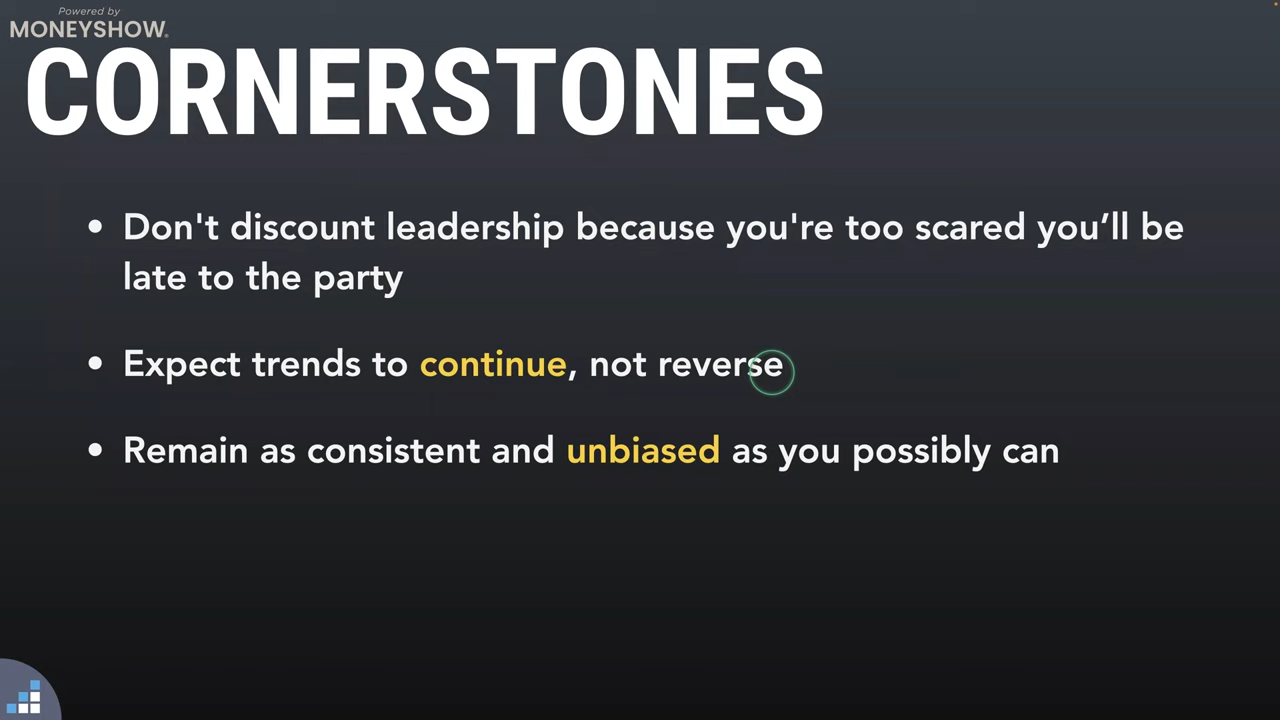 Powered by
MONEYSHOW®
CORNERSTONES
• Don't discount leadership because you're too scared you’ll be
late to the party
• Expect trends to continue, not reverse
• Remain as consistent and unbiased as you possibly can